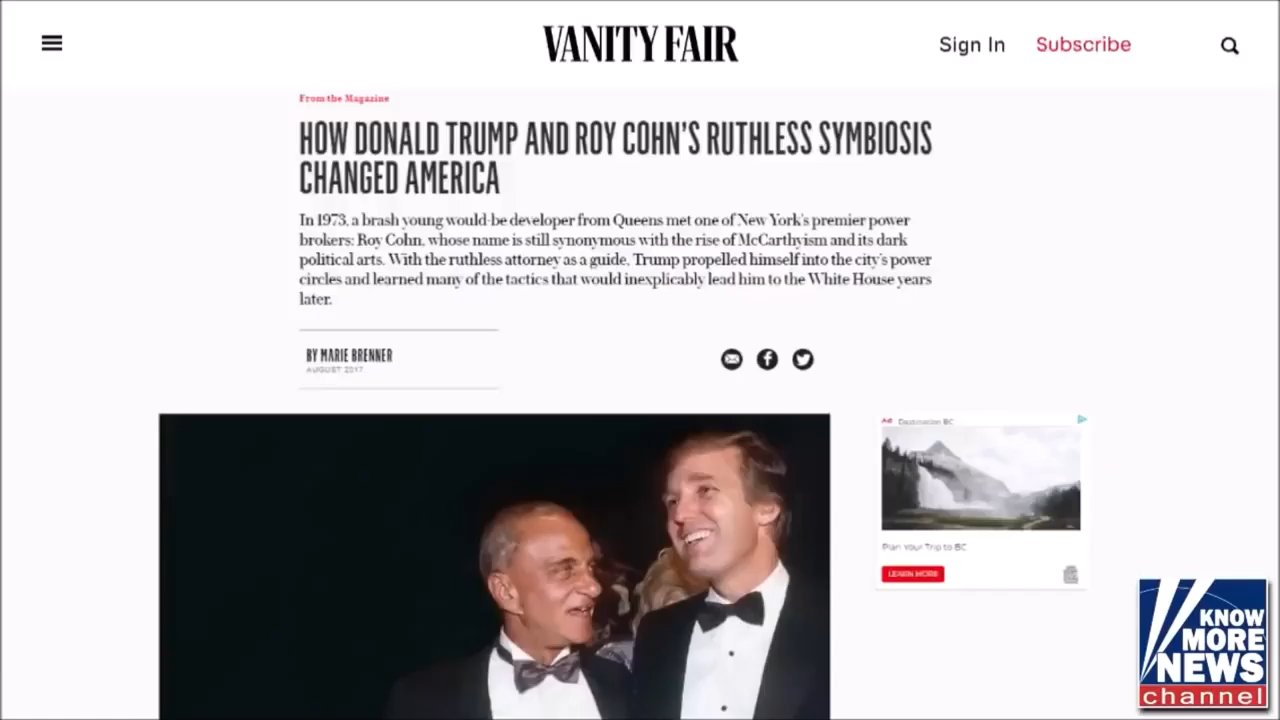 VANITY FAIR
Sign In
Subscribe
From the Magazine
HOW DONALD TRUMP AND ROY COHN'S RUTHLESS SYMBIOSIS
CHANGED AMERICA
In 1973, a brash young would-be developer from Queens met one of New York's premier power
brokers: Roy Cohn, whose name is still synonymous with the rise of McCarthyism and its dark
political arts. With the ruthless attorney as a guide, Trump propelled himself into the city's power
circles and learned many of the tactics that would inexplicably lead him to the White House years
later.
BY MARIE BRENNER
AUGUST 2017
Ad Destination BC
Plan Your Trip to BC
LEARN MORE
KNOW
MORE
NEWS
channel